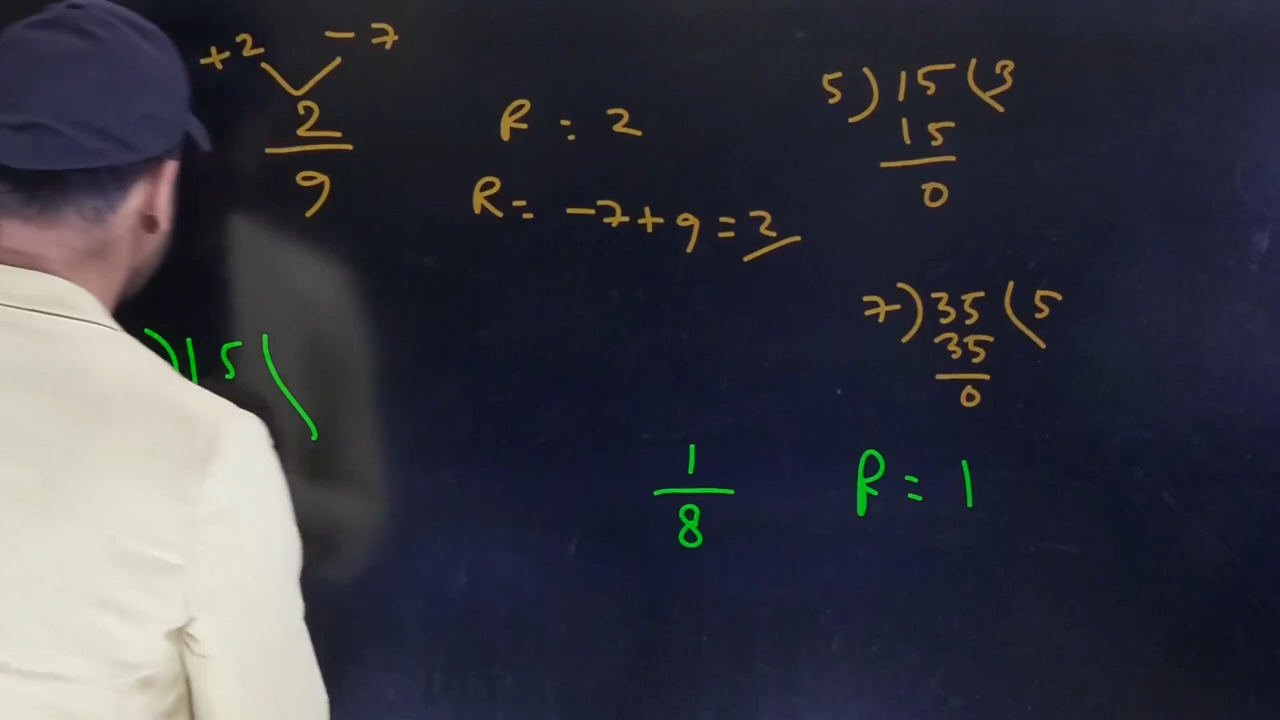 +2 -7
2
9
R : 2
R = -7 + 9 = 2
5 ) 15 ( 3
15
0
7 ) 35 ( 5
35
0
) 15 (
1
8
R = 1